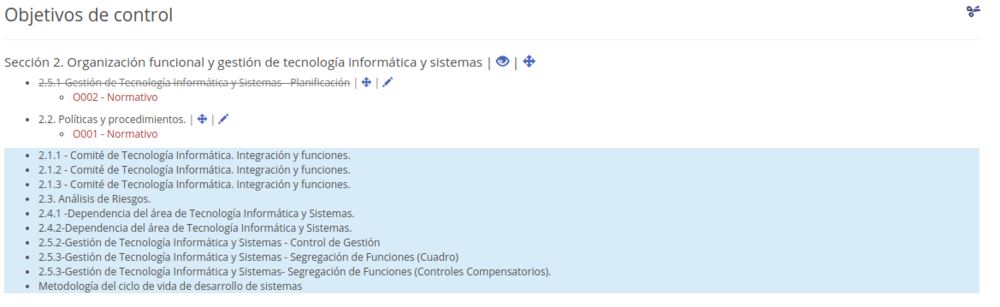 Objetivos de control
Sección 2. Organización funcional y gestión de tecnología informática y sistemas | |
2.5.1-Gestión de Tecnología Informática y Sistemas - Planificación | |
O002 - Normativo
2.2. Políticas y procedimientos. | |
O001 - Normativo
2.1.1 - Comité de Tecnología Informática. Integración y funciones.
2.1.2 - Comité de Tecnología Informática. Integración y funciones.
2.1.3 - Comité de Tecnología Informática. Integración y funciones.
2.3. Análisis de Riesgos.
2.4.1 -Dependencia del área de Tecnología Informática y Sistemas.
2.4.2-Dependencia del área de Tecnología Informática y Sistemas.
2.5.2-Gestión de Tecnología Informática y Sistemas - Control de Gestión
2.5.3-Gestión de Tecnología Informática y Sistemas - Segregación de Funciones (Cuadro)
2.5.3-Gestión de Tecnología Informática y Sistemas- Segregación de Funciones (Controles Compensatorios).
Metodología del ciclo de vida de desarrollo de sistemas